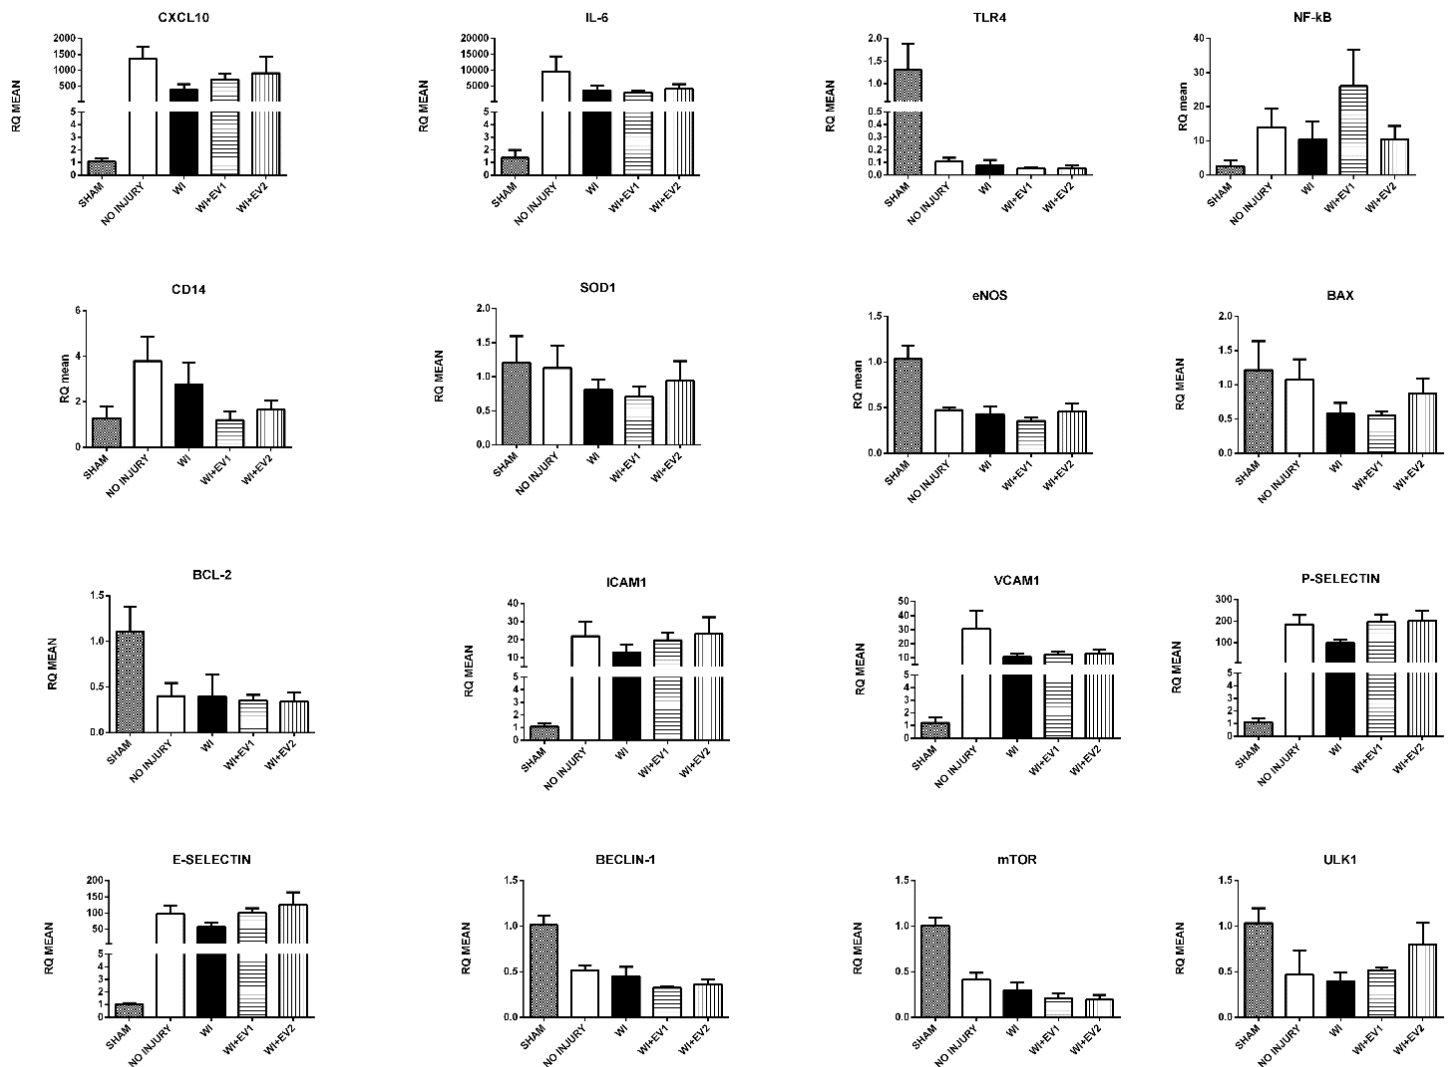 CXCL10
RQ MEAN
2000
1500
1000
500
5
4
3
2
1
0
SHAM
NO INJURY
WI
WI+EV1
WI+EV2
IL-6
RQ MEAN
20000
15000
10000
5000
5
4
3
2
1
0
SHAM
NO INJURY
WI
WI+EV1
WI+EV2
TLR4
RQ MEAN
2.0
1.5
1.0
0.5
0.4
0.3
0.2
0.1
0.0
SHAM
NO INJURY
WI
WI+EV1
WI+EV2
NF-kB
RQ mean
40
30
20
10
0
SHAM
NO INJURY
WI
WI+EV1
WI+EV2
CD14
RQ mean
6
4
2
0
SHAM
NO INJURY
WI
WI+EV1
WI+EV2
SOD1
RQ MEAN
2.0
1.5
1.0
0.5
0.0
SHAM
NO INJURY
WI
WI+EV1
WI+EV2
eNOS
RQ mean
1.5
1.0
0.5
0.0
SHAM
NO INJURY
WI
WI+EV1
WI+EV2
BAX
RQ MEAN
2.0
1.5
1.0
0.5
0.0
SHAM
NO INJURY
WI
WI+EV1
WI+EV2
BCL-2
RQ MEAN
1.5
1.0
0.5
0.0
SHAM
NO INJURY
WI
WI+EV1
WI+EV2
ICAM1
RQ MEAN
40
30
20
10
5
4
3
2
1
0
SHAM
NO INJURY
WI
WI+EV1
WI+EV2
VCAM1
RQ MEAN
50
40
30
20
10
5
4
3
2
1
0
SHAM
NO INJURY
WI
WI+EV1
WI+EV2
P-SELECTIN
RQ MEAN
300
200
100
5
4
3
2
1
0
SHAM
NO INJURY
WI
WI+EV1
WI+EV2
E-SELECTIN
RQ MEAN
200
150
100
50
5
4
3
2
1
0
SHAM
NO INJURY
WI
WI+EV1
WI+EV2
BECLIN-1
RQ MEAN
1.5
1.0
0.5
0.0
SHAM
NO INJURY
WI
WI+EV1
WI+EV2
mTOR
RQ MEAN
1.5
1.0
0.5
0.0
SHAM
NO INJURY
WI
WI+EV1
WI+EV2
ULK1
RQ MEAN
1.5
1.0
0.5
0.0
SHAM
NO INJURY
WI
WI+EV1
WI+EV2